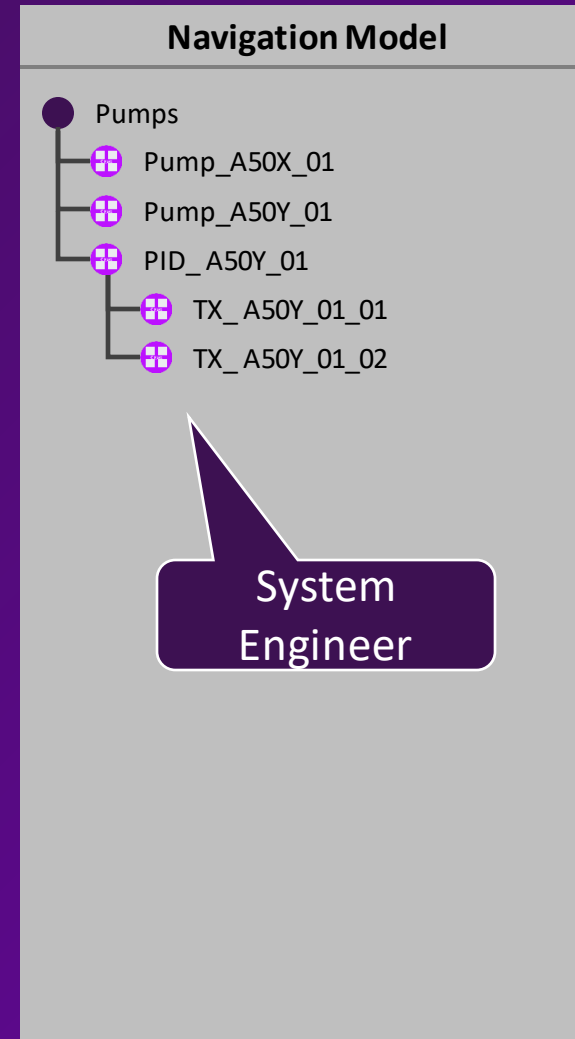 Navigation Model
Pumps
Pump_A50X_01
Pump_A50Y_01
PID_ A50Y_01
TX_ A50Y_01_01
TX_ A50Y_01_02
System
Engineer